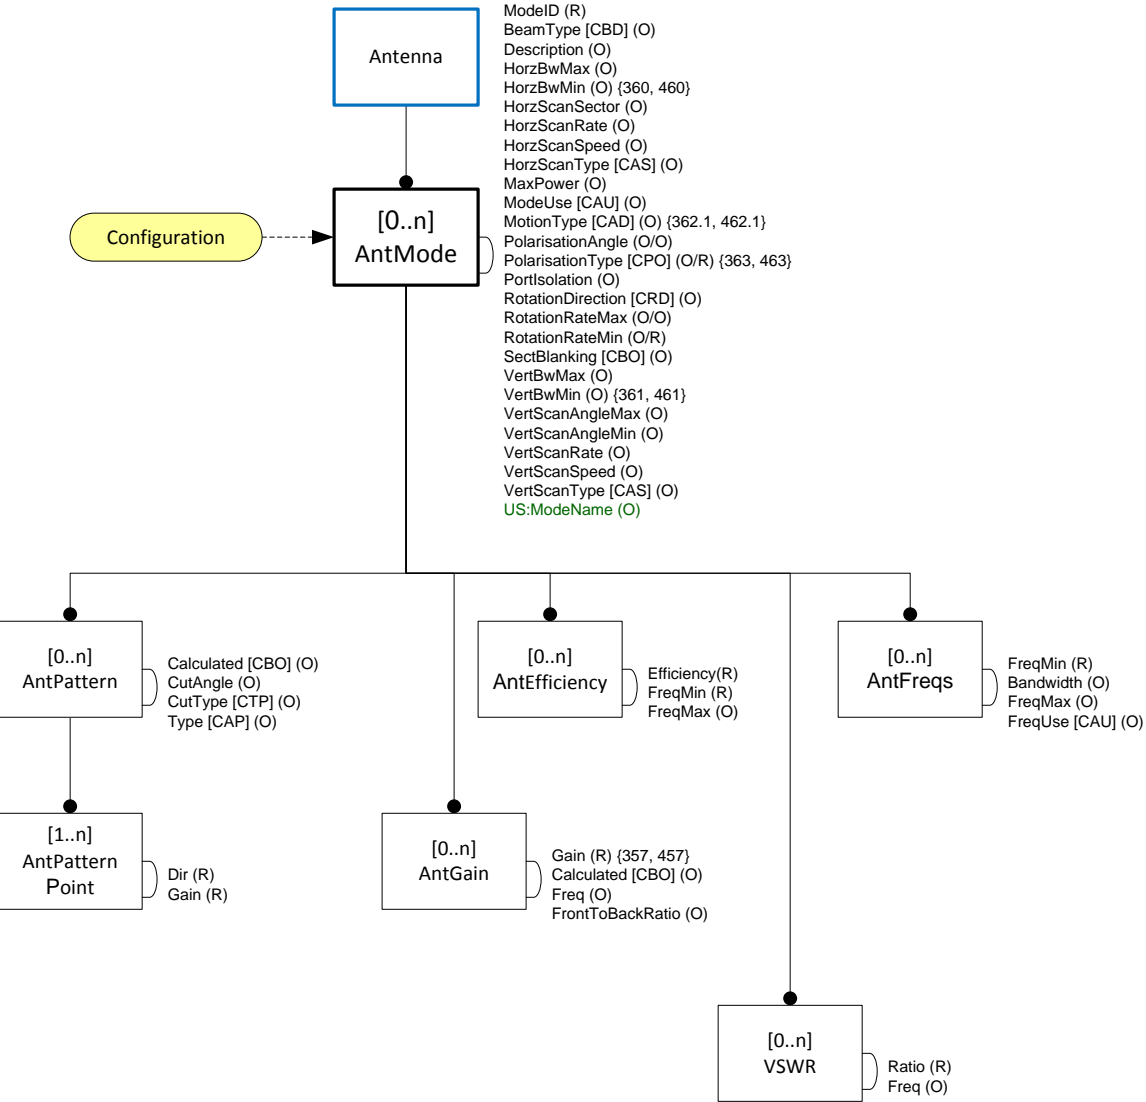 Antenna
ModeID (R)
BeamType [CBD] (O)
Description (O)
HorzBwMax (O)
HorzBwMin (O) {360, 460}
HorzScanSector (O)
HorzScanRate (O)
HorzScanSpeed (O)
HorzScanType [CAS] (O)
MaxPower (O)
ModeUse [CAU] (O)
MotionType [CAD] (O) {362.1, 462.1}
PolarisationAngle (O/O)
PolarisationType [CPO] (O/R) {363, 463}
PortIsolation (O)
RotationDirection [CRD] (O)
RotationRateMax (O/O)
RotationRateMin (O/R)
SectBlanking [CBO] (O)
VertBwMax (O)
VertBwMin (O) {361, 461}
VertScanAngleMax (O)
VertScanAngleMin (O)
VertScanRate (O)
VertScanSpeed (O)
VertScanType [CAS] (O)
US:ModeName (O)
Configuration
[0..n]
AntMode
[0..n]
AntPattern
Calculated [CBO] (O)
CutAngle (O)
CutType [CTP] (O)
Type [CAP] (O)
[0..n]
AntEfficiency
Efficiency(R)
FreqMin (R)
FreqMax (O)
[0..n]
AntFreqs
FreqMin (R)
Bandwidth (O)
FreqMax (O)
FreqUse [CAU] (O)
[1..n]
AntPattern
Point
Dir (R)
Gain (R)
[0..n]
AntGain
Gain (R) {357, 457}
Calculated [CBO] (O)
Freq (O)
FrontToBackRatio (O)
[0..n]
VSWR
Ratio (R)
Freq (O)